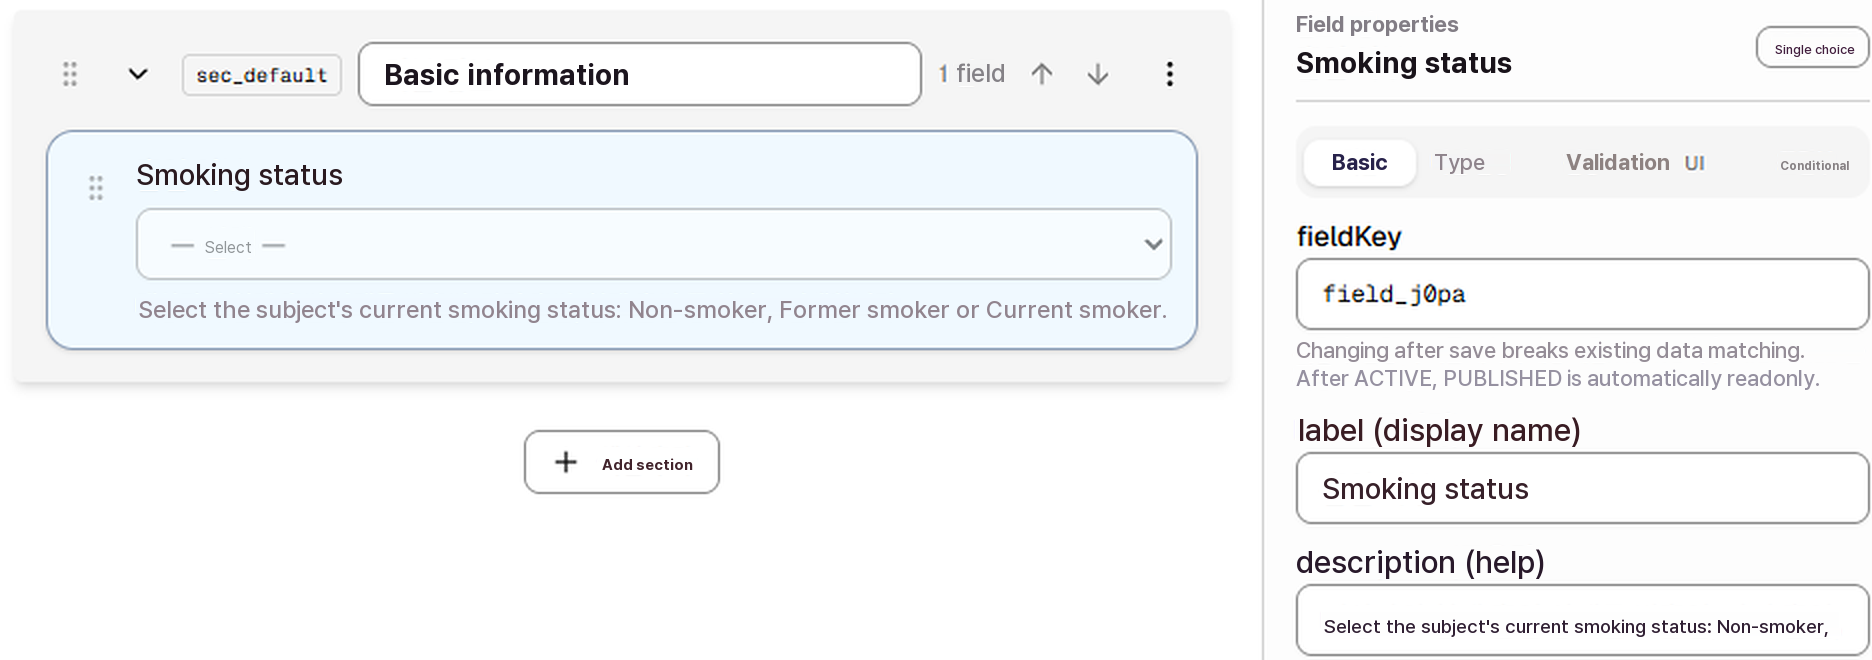 sec_default
Basic information
1 field
Smoking status
— Select —
Select the subject's current smoking status: Non-smoker, Former smoker or Current smoker.
Add section
Field properties
Smoking status
Single choice
Basic Type Validation UI Conditional
fieldKey
field_j0pa
Changing after save breaks existing data matching.
After ACTIVE, PUBLISHED is automatically readonly.
label (display name)
Smoking status
description (help)
Select the subject's current smoking status: Non-smoker,